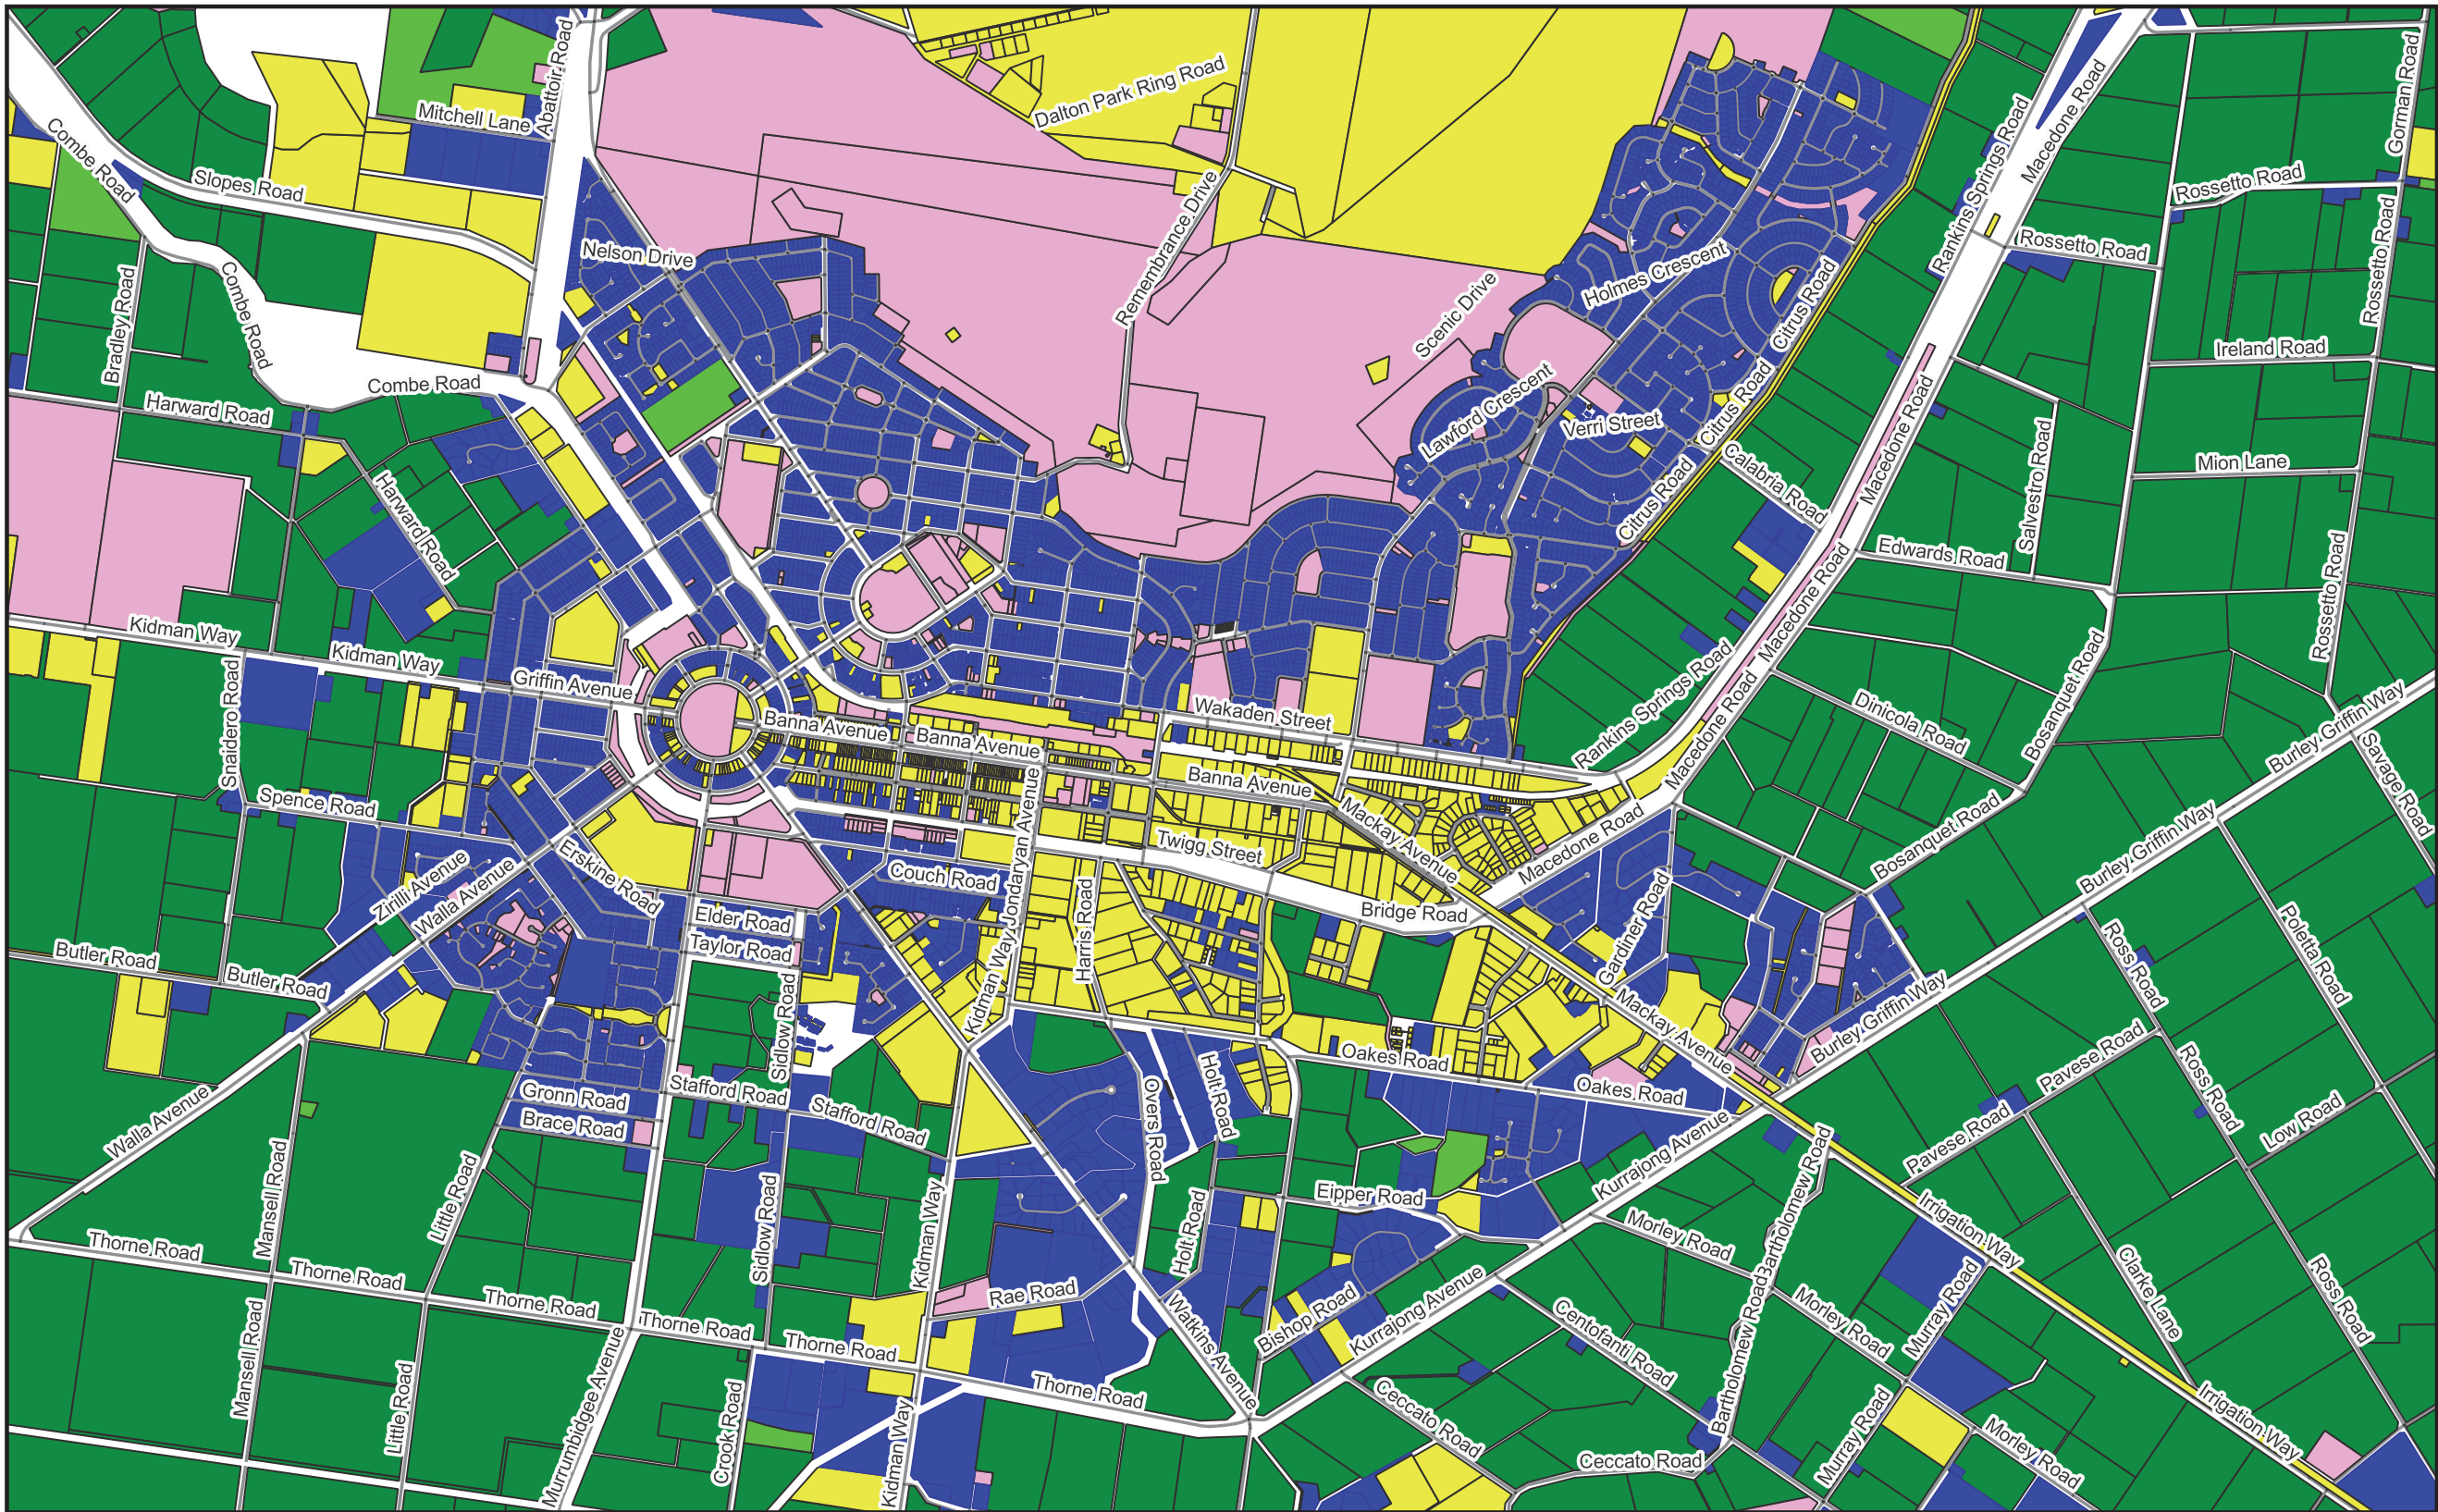 Abattoir Road
Gorman Road
Dalton Park Ring Road
Macedone Road
Mitchell Lane
Combe Road
Rankins Springs Road
Slopes Road
Rossetto Road
Remembrance Drive
Rossetto Road
Nelson Drive
Rossetto Road
Holmes Crescent
Combe Road
Bradley Road
Scenic Drive
Citrus Road
Ireland Road
Combe Road
Harward Road
Lawford Crescent
Citrus Road
Macedone Road
Verri Street
Mion Lane
Calabria Road
Salvestro Road
Citrus Road
Harward Road
Edwards Road
Rossetto Road
Macedone Road
Kidman Way
Kidman Way
Griffin Avenue
Bosanquet Road
Rankins Springs Road
Snaidero Road
Wakaden Street
Macedone Road
Dinicola Road
Burley Griffin Way
Banna Avenue
Banna Avenue
Banna Avenue
Savage Road
Spence Road
Jondaryan Avenue
Mackay Avenue
Macedone Road
Twigg Street
Bosanquet Road
Burley Griffin Way
Zirilli Avenue
Walla Avenue
Erskine Road
Couch Road
Elder Road
Bridge Road
Taylor Road
Harris Road
Gardiner Road
Butler Road
Butler Road
Kidman Way
Sidlow Road
Ross Road
Poletta Road
Burley Griffin Way
Mackay Avenue
Oakes Road
Oakes Road
Pavese Road
Gronn Road
Stafford Road
Brace Road
Stafford Road
Overs Road
Holt Road
Ross Road
Low Road
Walla Avenue
Pavese Road
Kurrajong Avenue
Mansell Road
Little Road
Eipper Road
Bartholomew Road
Irrigation Way
Sidlow Road
Kidman Way
Holt Road
Morley Road
Thorne Road
Thorne Road
Thorne Road
Rae Road
Clarke Lane
Ross Road
Thorne Road
Thorne Road
Bishop Road
Kurrajong Avenue
Watkins Avenue
Centofanti Road
Morley Road
Murray Road
Bartholomew Road
Mansell Road
Little Road
Murrumbidgee Avenue
Crook Road
Thorne Road
Kidman Way
Ceccato Road
Ceccato Road
Murray Road
Morley Road
Irrigation Way